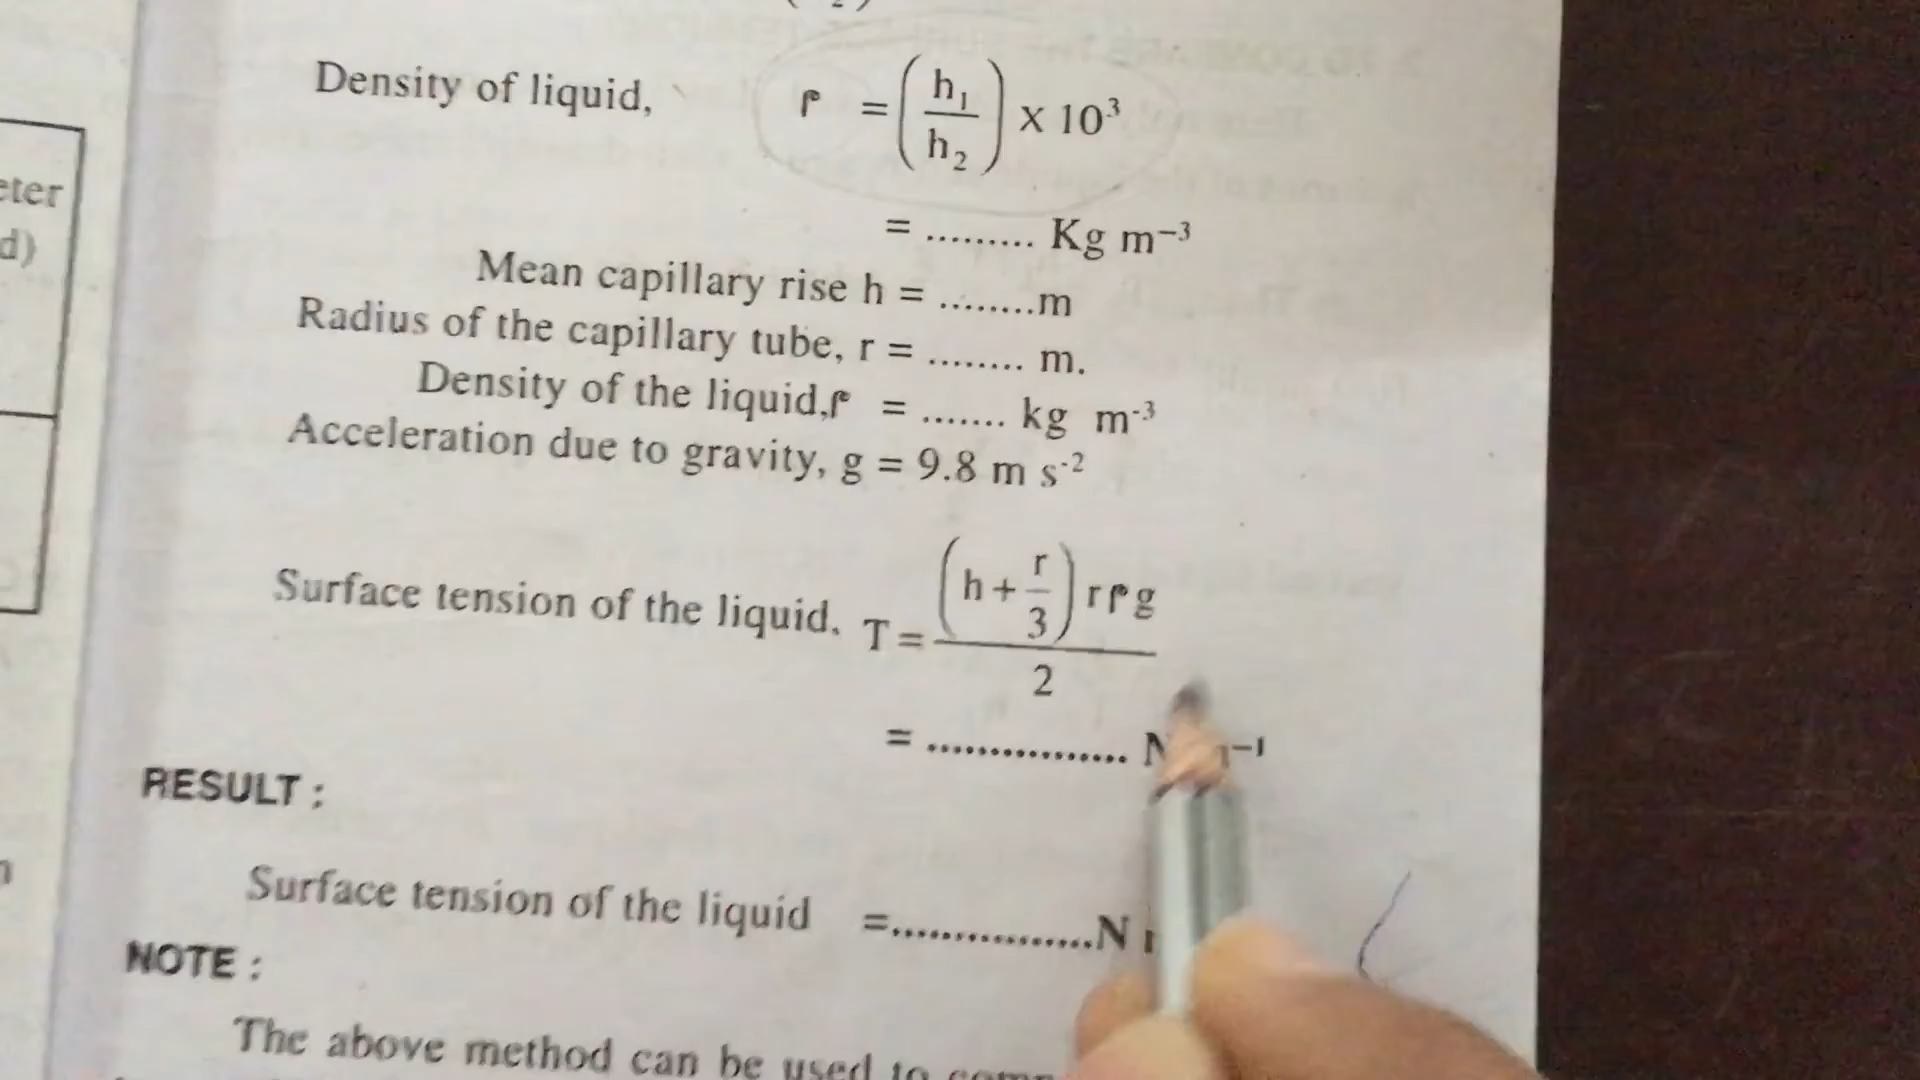 Density of liquid, ρ = (h₁/h₂) X 10³
= ......... Kg m⁻³
Mean capillary rise h = ........m
Radius of the capillary tube, r = ........ m.
Density of the liquid,ρ = ....... kg m⁻³
Acceleration due to gravity, g = 9.8 m s⁻²
Surface tension of the liquid. T = (h + r/3) r ρ g / 2
= ................ N ⁻¹
RESULT :
Surface tension of the liquid =................N
NOTE :
The above method can be used to
eter
d)